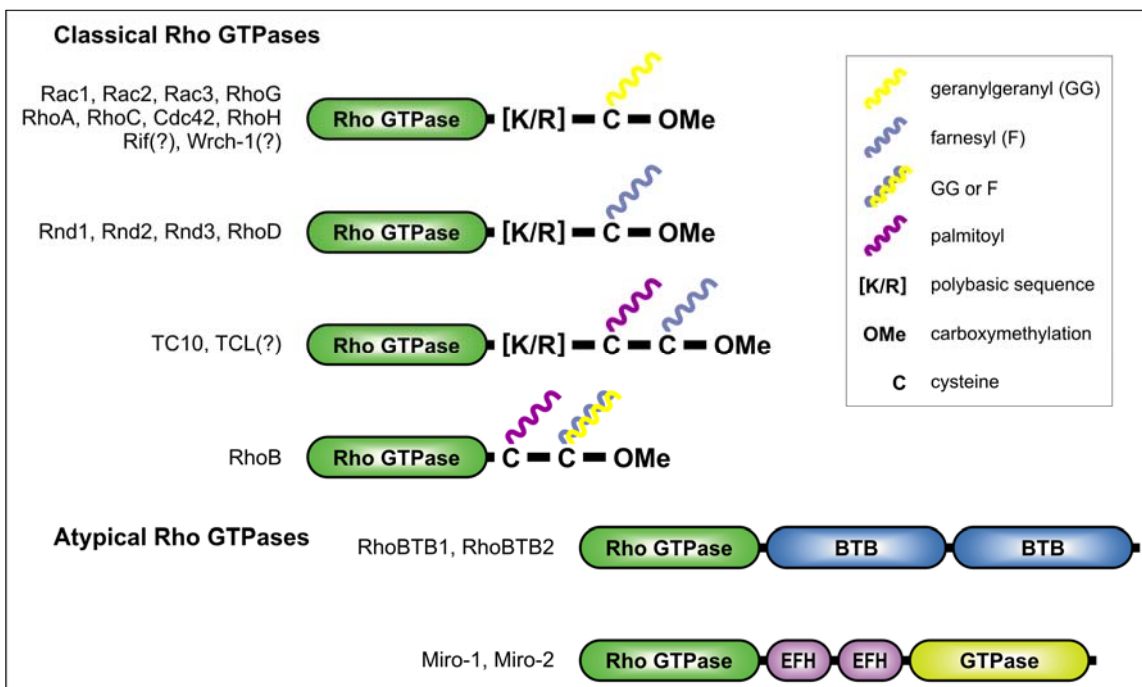 Classical Rho GTPases
Rac1, Rac2, Rac3, RhoG
RhoA, RhoC, Cdc42, RhoH
Rif(?), Wrch-1(?)
Rho GTPase [K/R] C OMe
Rnd1, Rnd2, Rnd3, RhoD
Rho GTPase [K/R] C OMe
TC10, TCL(?)
Rho GTPase [K/R] C C OMe
RhoB
Rho GTPase C C OMe
geranylgeranyl (GG)
farnesyl (F)
GG or F
palmitoyl
[K/R] polybasic sequence
OMe carboxymethylation
C cysteine
Atypical Rho GTPases
RhoBTB1, RhoBTB2
Rho GTPase BTB BTB
Miro-1, Miro-2
Rho GTPase EFH EFH GTPase